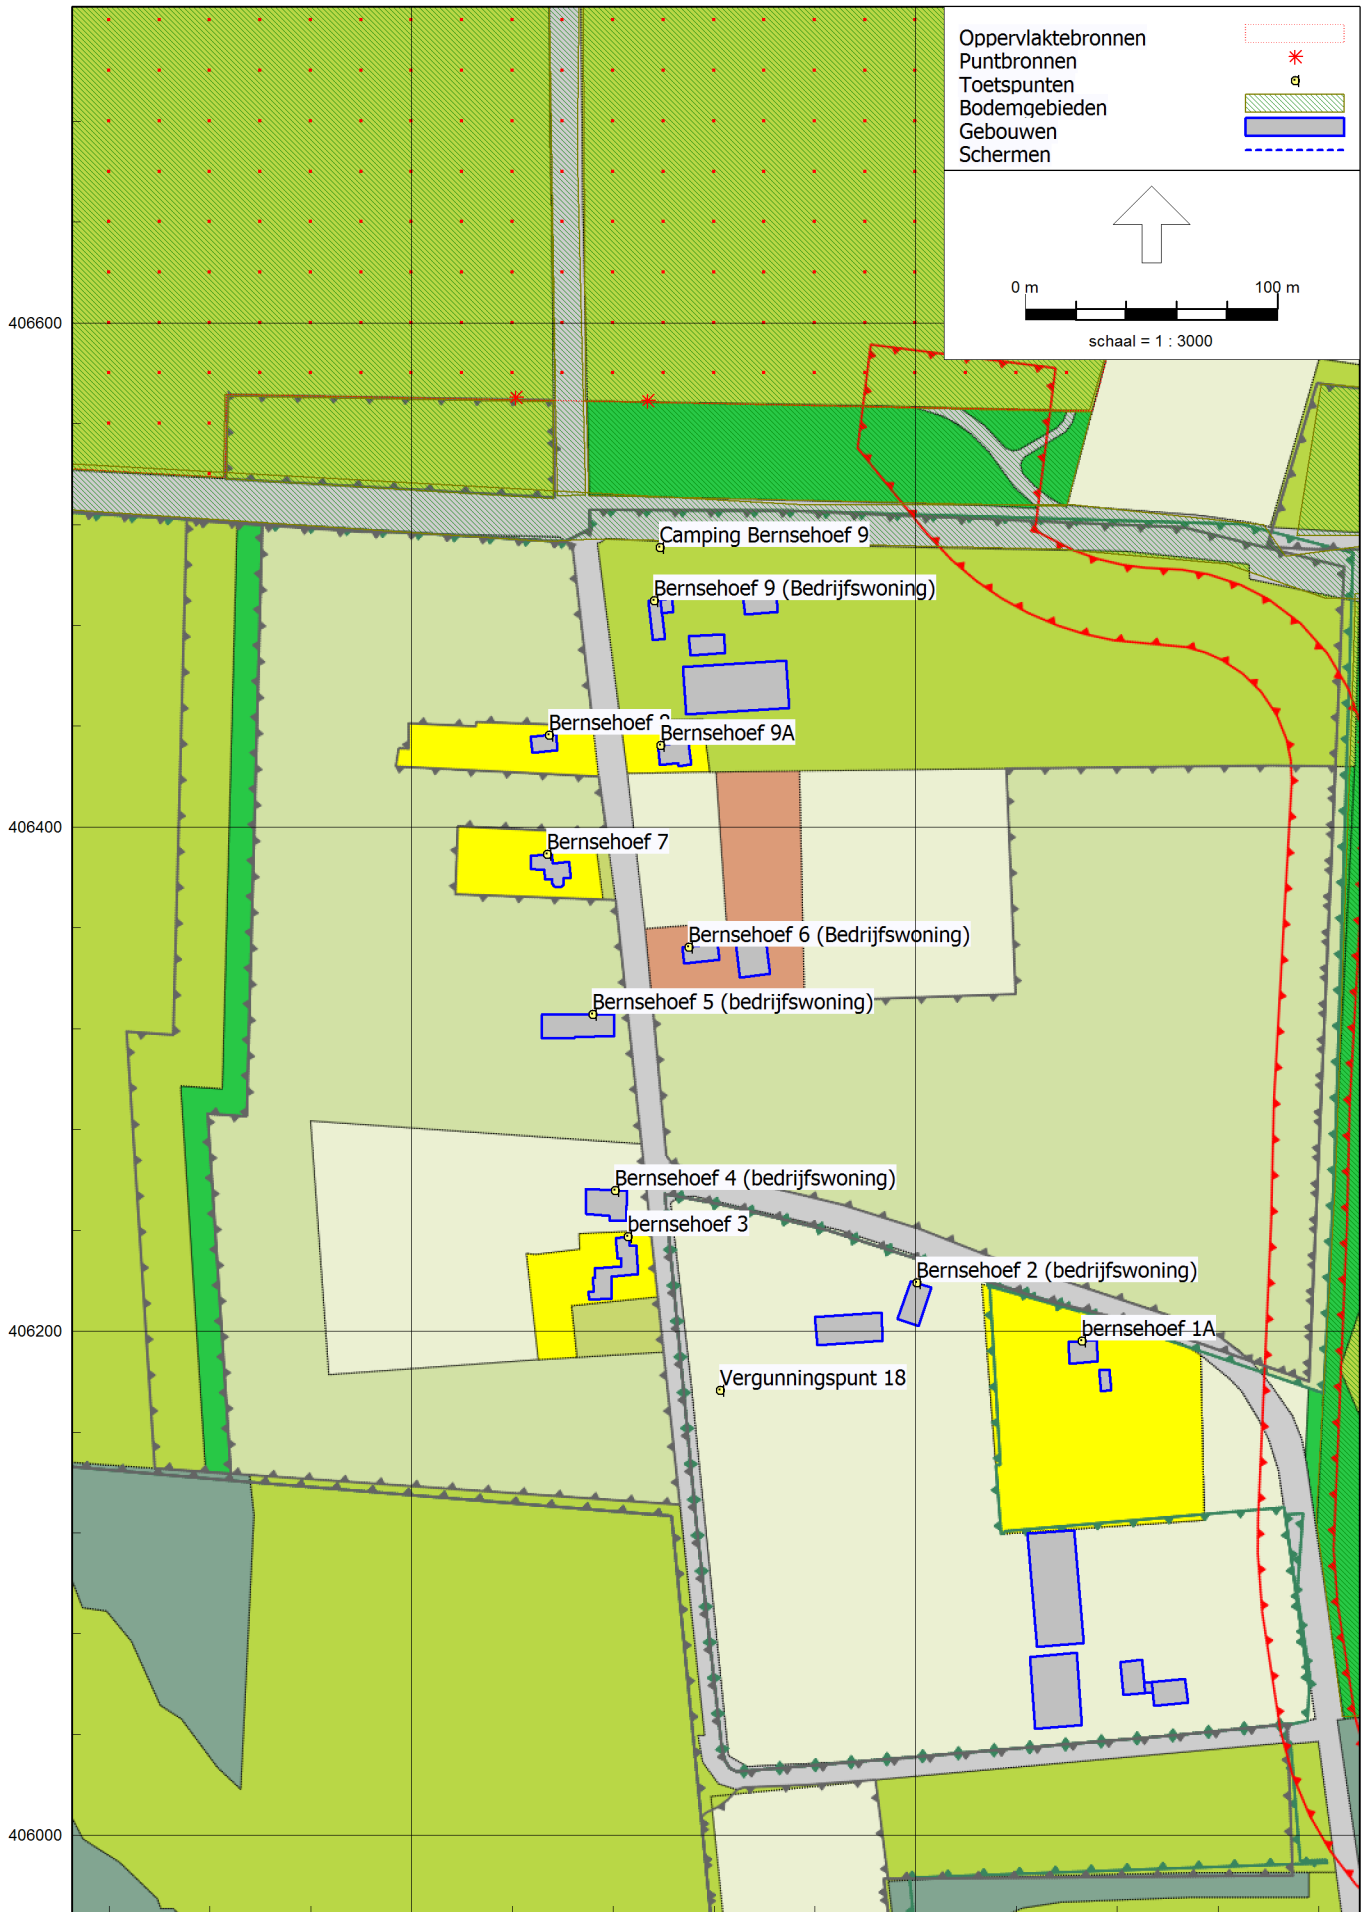 Oppervlaktebronnen
Puntbronnen
Toetspunten
Bodemgebieden
Gebouwen
Schermen
0 m 100 m
schaal = 1 : 3000
406600
Camping Bernsehoef 9
Bernsehoef 9 (Bedrijfswoning)
Bernsehoef 8
Bernsehoef 9A
406400
Bernsehoef 7
Bernsehoef 6 (Bedrijfswoning)
Bernsehoef 5 (bedrijfswoning)
Bernsehoef 4 (bedrijfswoning)
bernsehoef 3
Bernsehoef 2 (bedrijfswoning)
406200
bernsehoef 1A
Vergunningspunt 18
406000